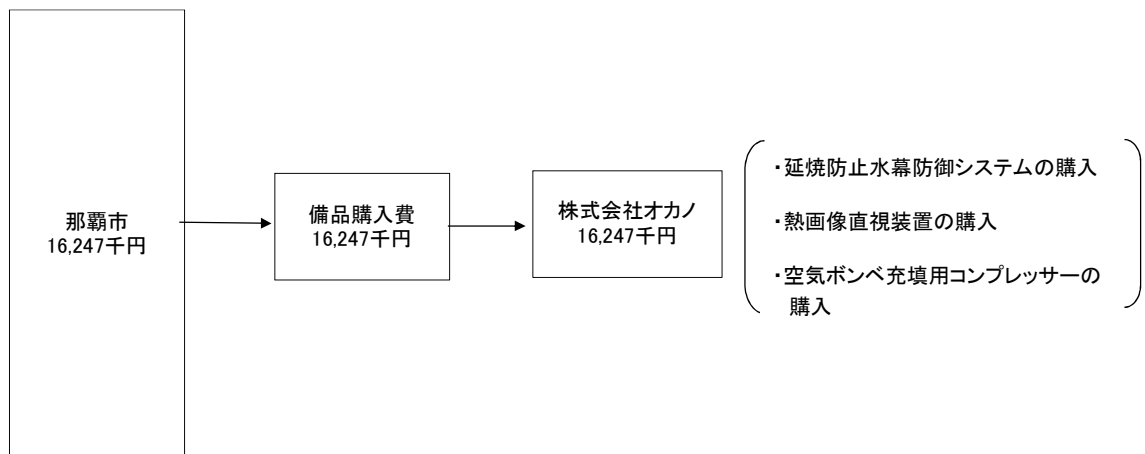 那覇市
16,247千円
備品購入費
16,247千円
株式会社オカノ
16,247千円
・延焼防止水幕防御システムの購入
・熱画像直視装置の購入
・空気ボンベ充填用コンプレッサーの
購入